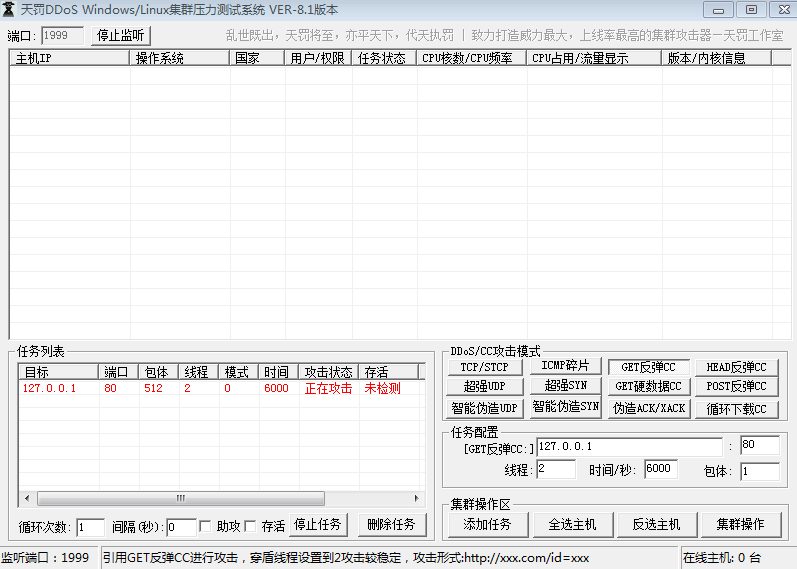 天罚DDoS Windows/Linux集群压力测试系统 VER-8.1版本
端口: 1999 停止监听 乱世既出，天罚将至，亦平天下，代天执罚 | 致力打造威力最大，上线率最高的集群攻击器—天罚工作室
主机IP 操作系统 国家 用户/权限 任务状态 CPU核数/CPU频率 CPU占用/流量显示 版本/内核信息
任务列表
目标 端口 包体 线程 模式 时间 攻击状态 存活
127.0.0.1 80 512 2 0 6000 正在攻击 未检测
循环次数: 1 间隔(秒): 0 助攻 存活 停止任务 删除任务
DDoS/CC攻击模式
TCP/STCP ICMP碎片 GET反弹CC HEAD反弹CC
超强UDP 超强SYN GET硬数据CC POST反弹CC
智能伪造UDP 智能伪造SYN 伪造ACK/XACK 循环下载CC
任务配置
[GET反弹CC:] 127.0.0.1 : 80
线程: 2 时间/秒: 6000 包体: 1
集群操作区
添加任务 全选主机 反选主机 集群操作
监听端口：1999 引用GET反弹CC进行攻击，穿盾线程设置到2攻击较稳定，攻击形式:http://xxx.com/id=xxx 在线主机: 0 台